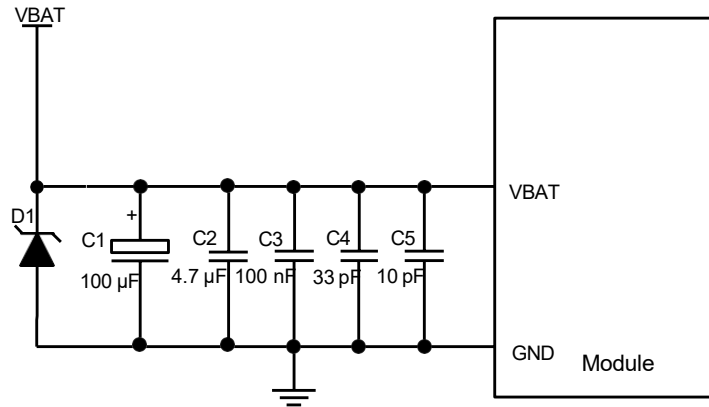 VBAT
D1
+
C1
100 µF
C2
4.7 µF
C3
100 nF
C4
33 pF
C5
10 pF
VBAT
GND
Module